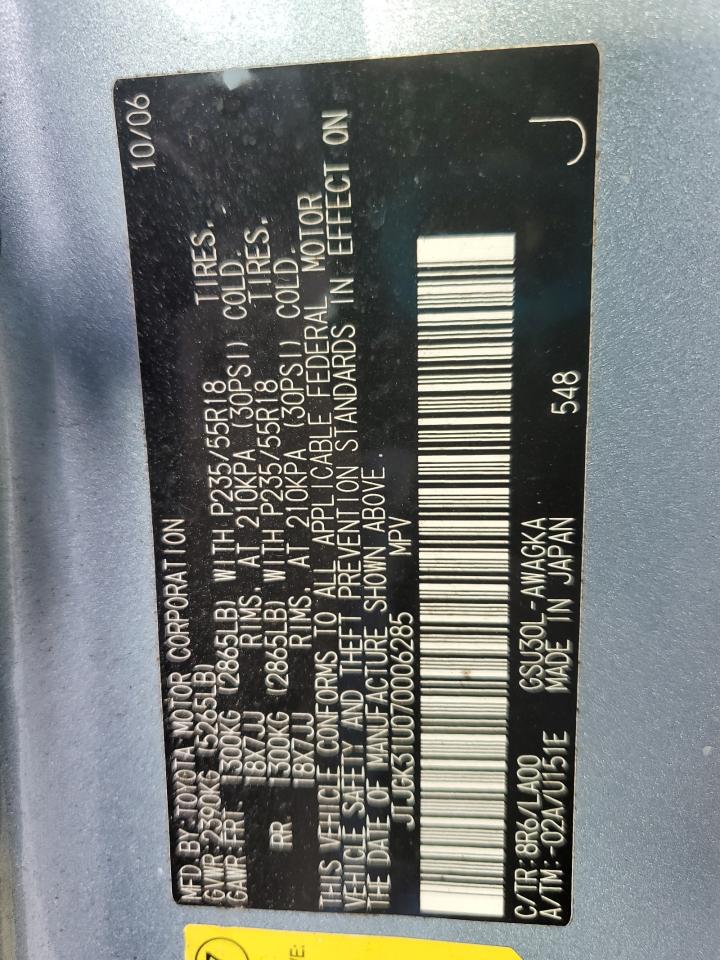 MFD BY:TOYOTA MOTOR CORPORATION 10/06
GVWR:2390KG (5265LB)
GAWR:FRT. 1300KG (2865LB) WITH P235/55R18 TIRES.
18X7JJ RIMS, AT 210KPA (30PSI) COLD.
RR. 1300KG (2865LB) WITH P235/55R18 TIRES.
18X7JJ RIMS, AT 210KPA (30PSI) COLD.
THIS VEHICLE CONFORMS TO ALL APPLICABLE FEDERAL MOTOR
VEHICLE SAFETY AND THEFT PREVENTION STANDARDS IN EFFECT ON
THE DATE OF MANUFACTURE SHOWN ABOVE.
JTJGK31U070006285 MPV
C/TR:8R6/LA00 GSU30L-AWAGKA
A/TM:-02A/U151E MADE IN JAPAN 548 J